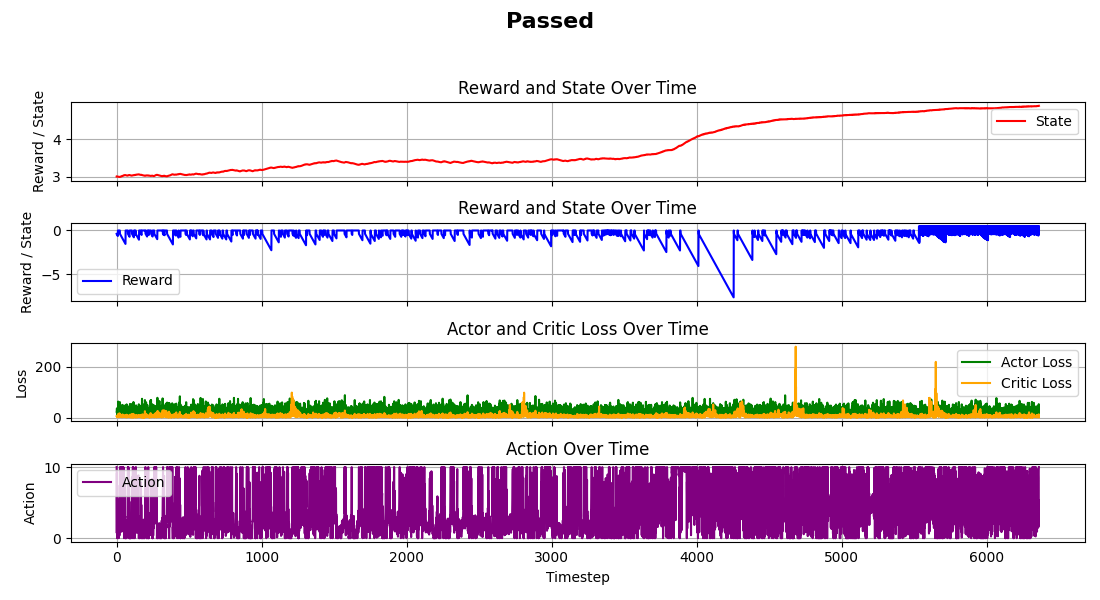 Passed
Reward and State Over Time
Reward / State
4
3
State
Reward and State Over Time
Reward / State
0
−5
Reward
Actor and Critic Loss Over Time
Loss
200
0
Actor Loss
Critic Loss
Action Over Time
Action
10
0
Action
0 1000 2000 3000 4000 5000 6000
Timestep